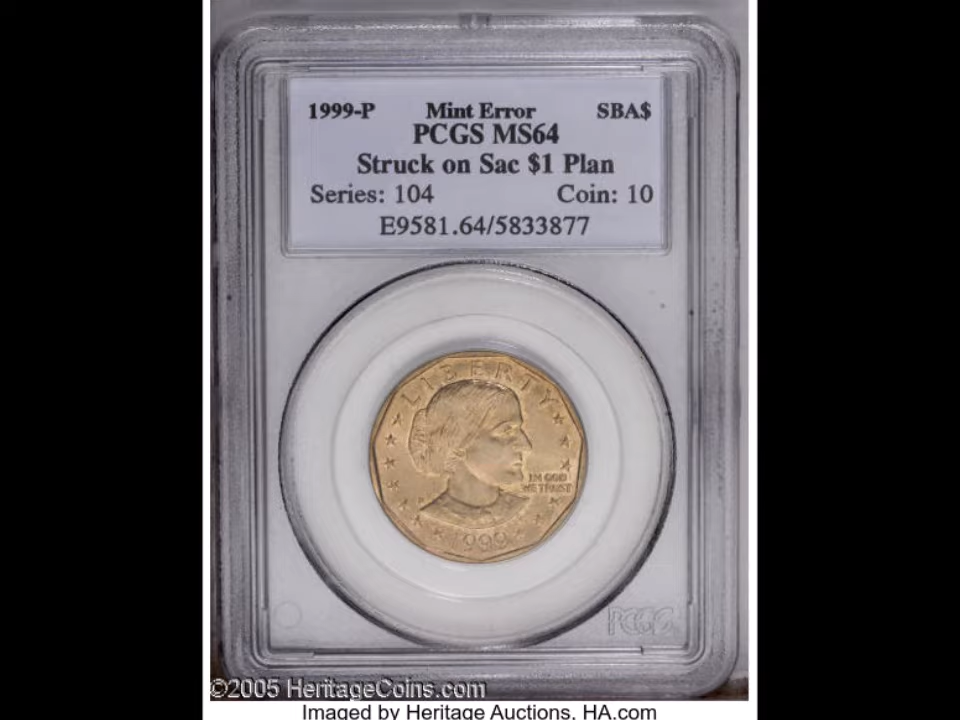 1999-P Mint Error SBA$
PCGS MS64
Struck on Sac $1 Plan
Series: 104 Coin: 10
E9581.64/5833877
LIBERTY
IN GOD
WE TRUST
P
1999
PCGS
©2005 HeritageCoins.com
Imaged by Heritage Auctions, HA.com